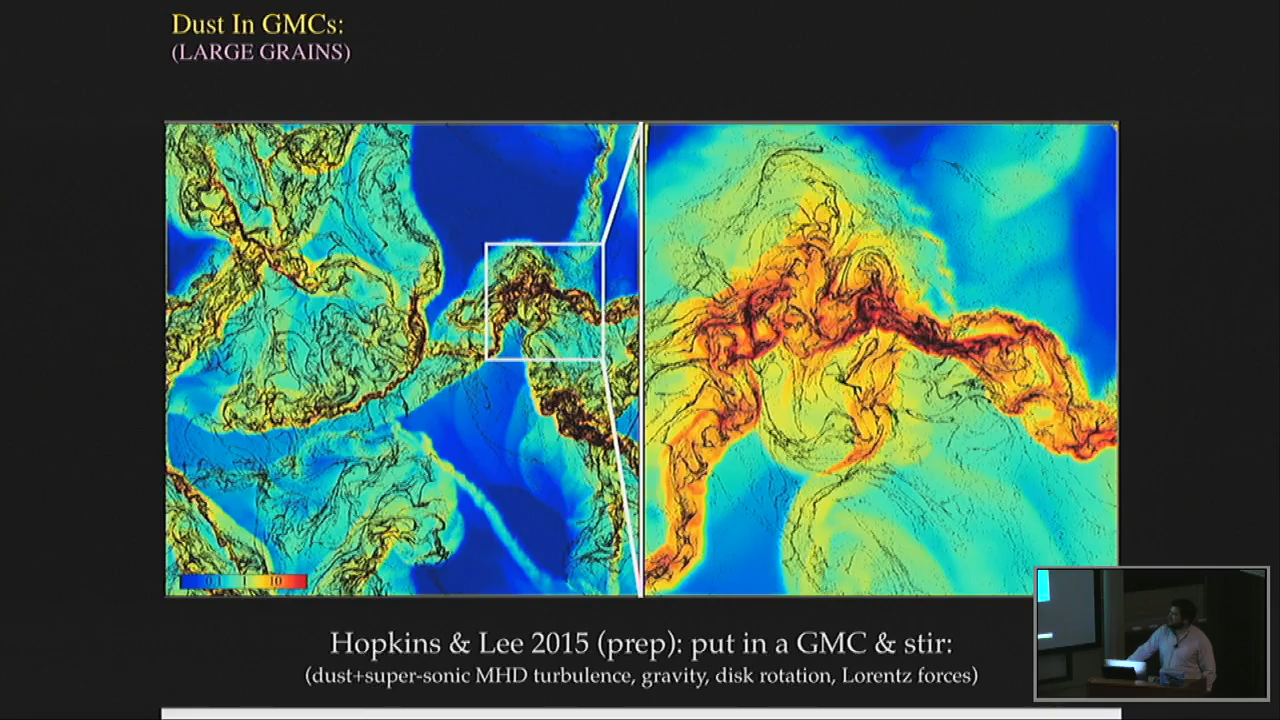 Dust In GMCs:
(LARGE GRAINS)
0.1 1 10
Hopkins & Lee 2015 (prep): put in a GMC & stir:
(dust+super-sonic MHD turbulence, gravity, disk rotation, Lorentz forces)